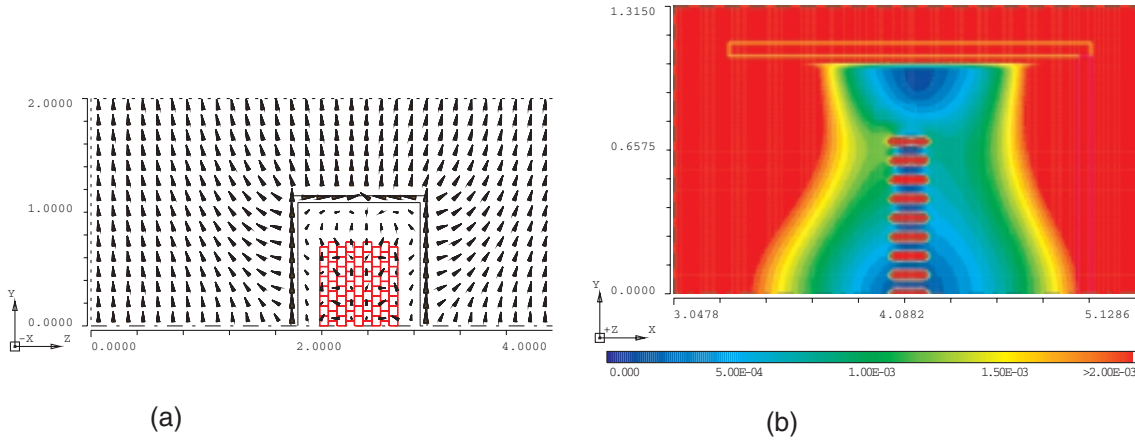 2.0000
1.0000
0.0000
Y
-X
Z
0.0000
2.0000
4.0000
(a)
1.3150
0.6575
0.0000
Y
+Z
X
3.0478
4.0882
5.1286
0.000
5.00E-04
1.00E-03
1.50E-03
>2.00E-03
(b)